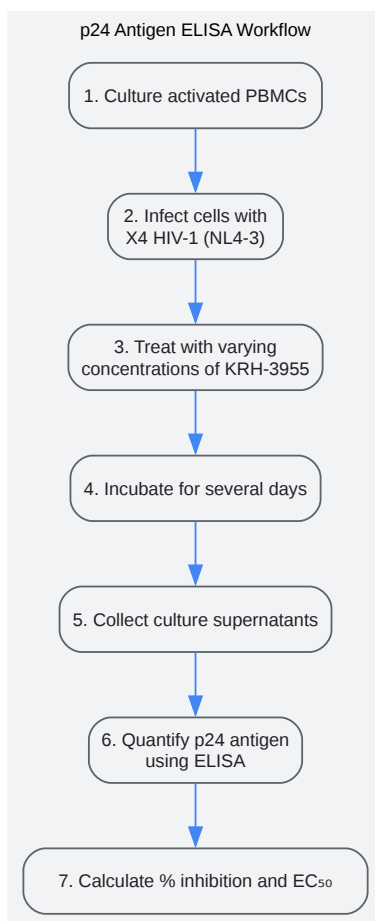 p24 Antigen ELISA Workflow
1. Culture activated PBMCs
2. Infect cells with
X4 HIV-1 (NL4-3)
3. Treat with varying
concentrations of KRH-3955
4. Incubate for several days
5. Collect culture supernatants
6. Quantify p24 antigen
using ELISA
7. Calculate % inhibition and EC₅₀